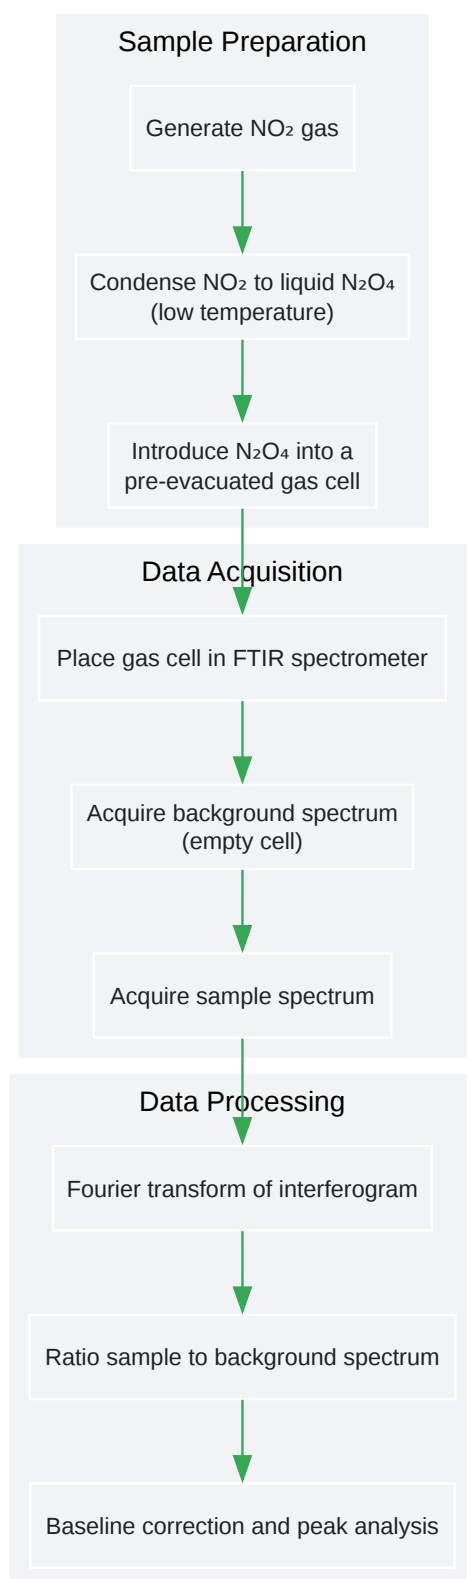 Sample Preparation
Generate NO₂ gas
Condense NO₂ to liquid N₂O₄
(low temperature)
Introduce N₂O₄ into a
pre-evacuated gas cell
Data Acquisition
Place gas cell in FTIR spectrometer
Acquire background spectrum
(empty cell)
Acquire sample spectrum
Data Processing
Fourier transform of interferogram
Ratio sample to background spectrum
Baseline correction and peak analysis